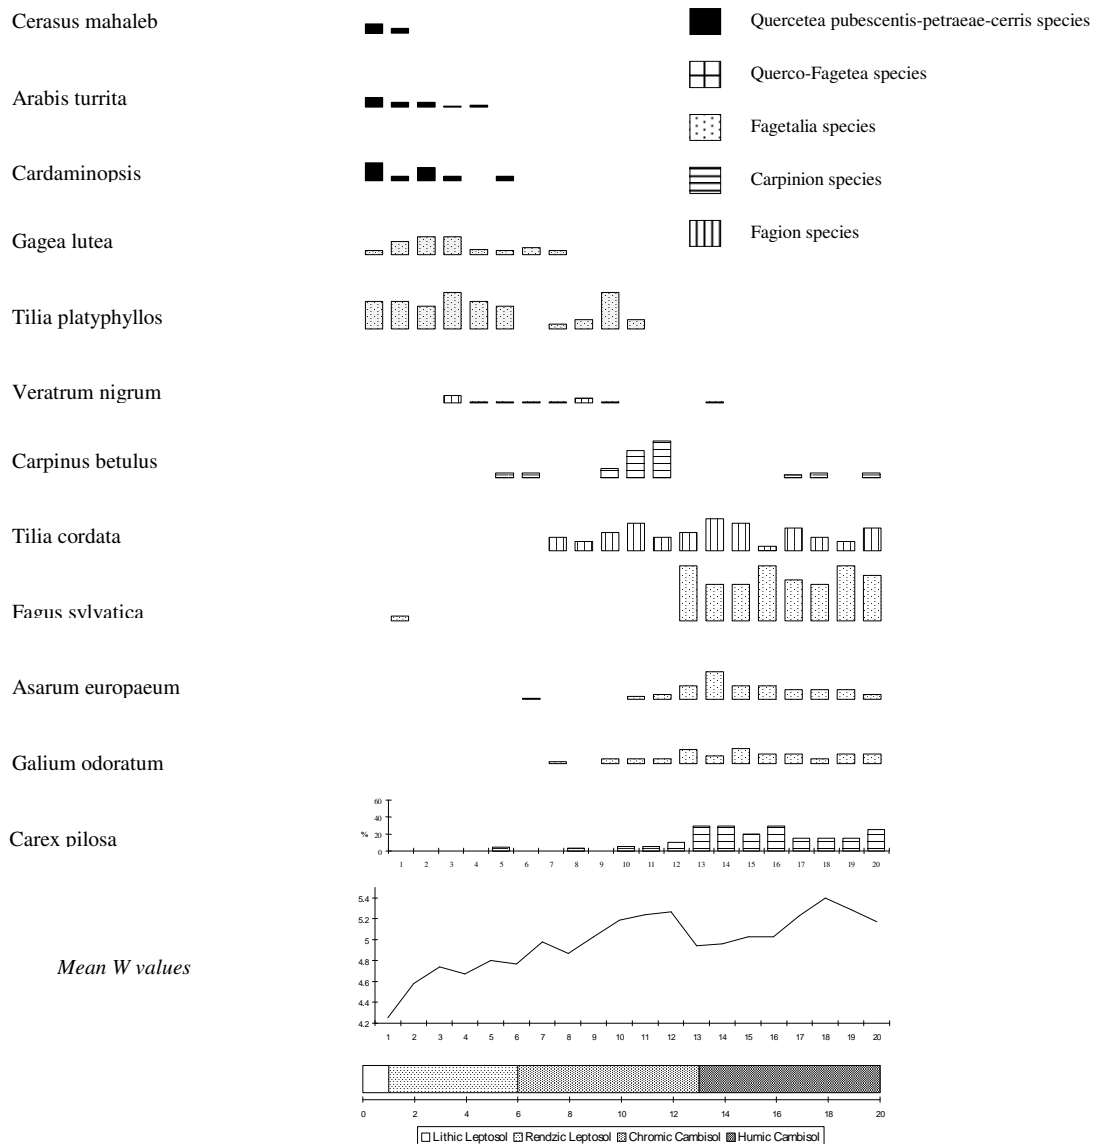 Cerasus mahaleb
Quercetea pubescentis-petraeae-cerris species
Querco-Fagetea species
Arabis turrita
Fagetalia species
Cardaminopsis
Carpinion species
Gagea lutea
Fagion species
Tilia platyphyllos
Veratrum nigrum
Carpinus betulus
Tilia cordata
Fagus sylvatica
Asarum europaeum
Galium odoratum
Carex pilosa
%
60
40
20
0
1 2 3 4 5 6 7 8 9 10 11 12 13 14 15 16 17 18 19 20
Mean W values
5.4
5.2
5
4.8
4.6
4.4
4.2
1 2 3 4 5 6 7 8 9 10 11 12 13 14 15 16 17 18 19 20
0 2 4 6 8 10 12 14 16 18 20
Lithic Leptosol Rendzic Leptosol Chromic Cambisol Humic Cambisol